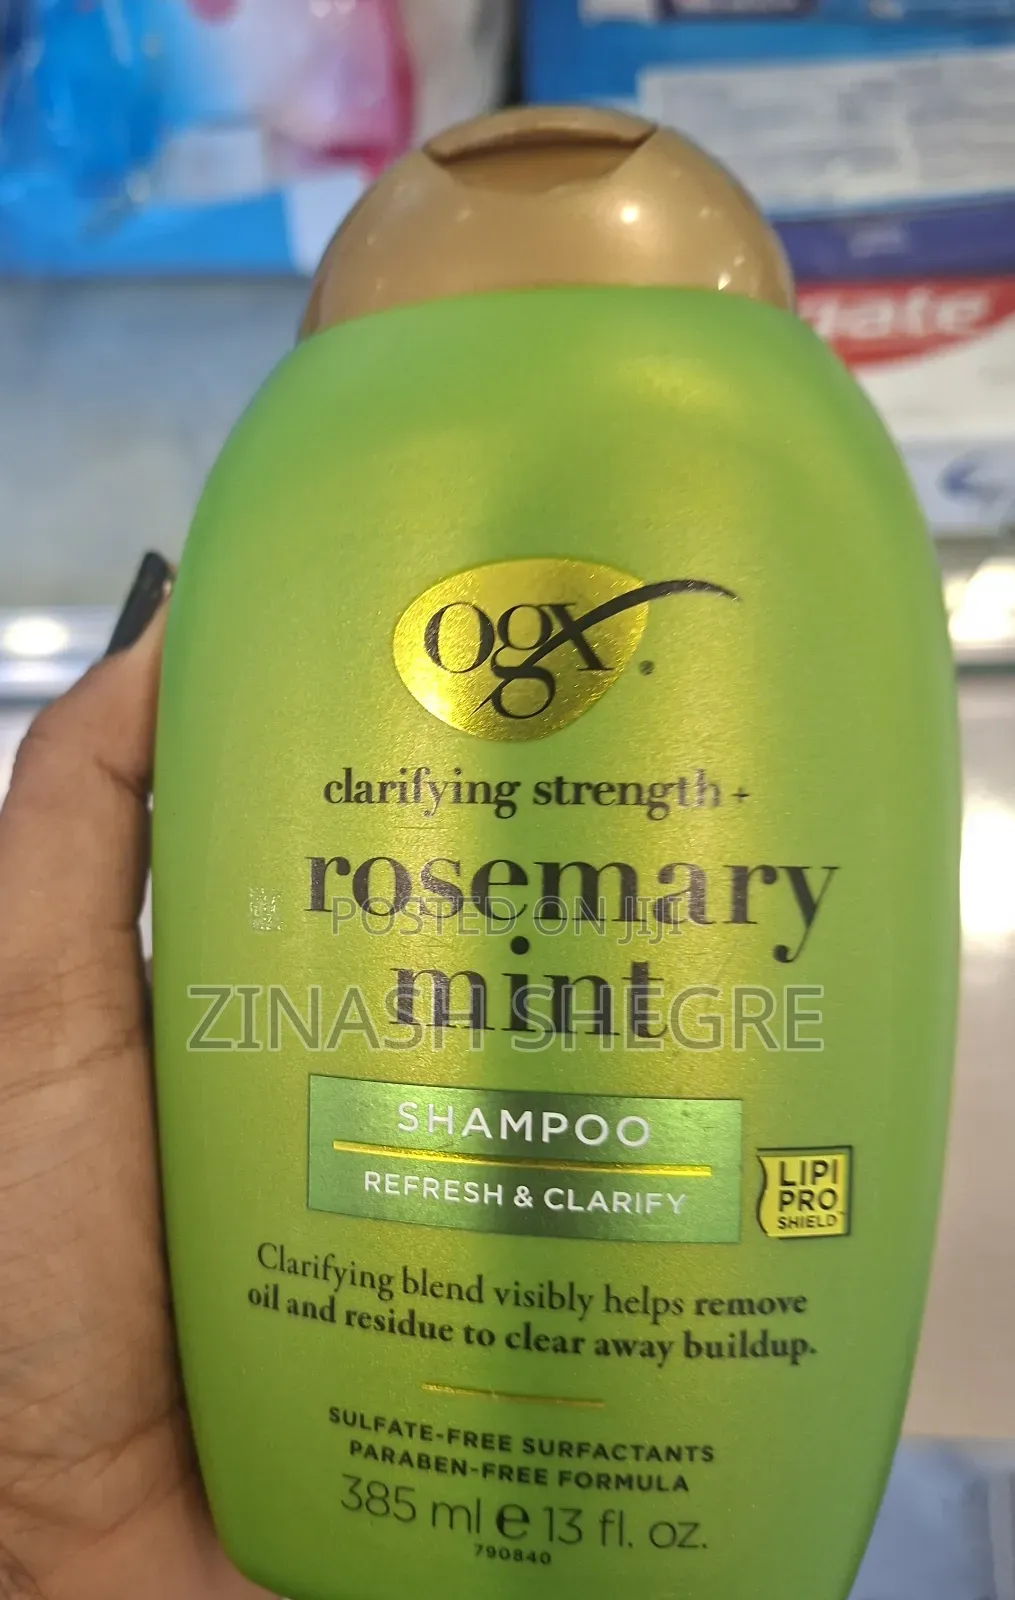 gate
ogx
clarifying strength +
rosemary
POSTED ON JIJI
mint
ZINASH SHEGRE
SHAMPOO
REFRESH & CLARIFY
LIPI
PRO
SHIELD™
Clarifying blend visibly helps remove
oil and residue to clear away buildup.
SULFATE-FREE SURFACTANTS
PARABEN-FREE FORMULA
385 ml e 13 fl. oz.
790840